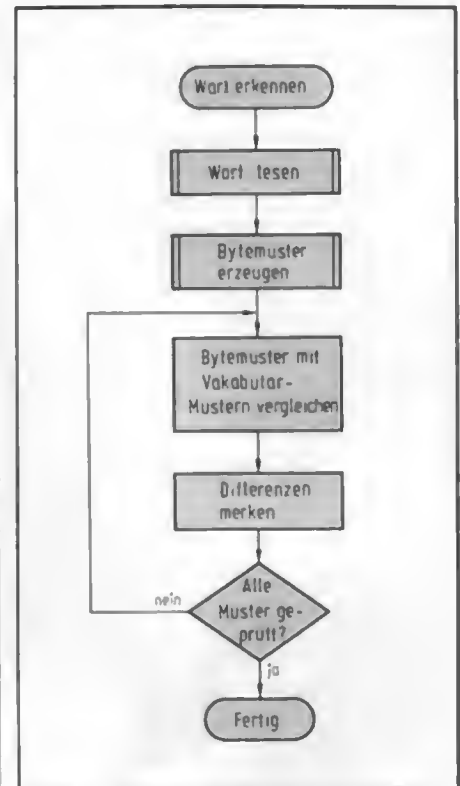 Wort erkennen
Wort lesen
Bytemuster
erzeugen
Bytemuster mit
Vokabular-
Mustern vergleichen
Differenzen
merken
Alle
Muster ge-
prüft?
nein
ja
Fertig